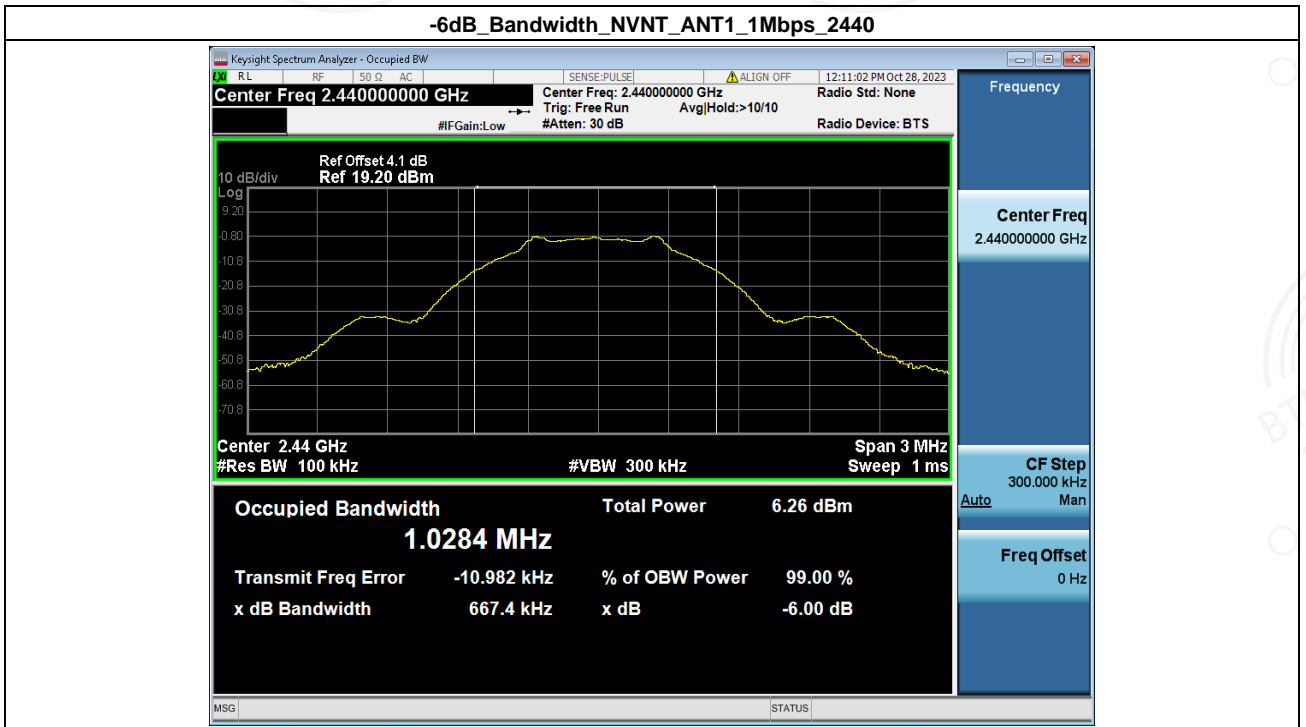 -6dB_Bandwidth_NVNT_ANT1_1Mbps_2440
Keysight Spectrum Analyzer - Occupied BW
LXI RL RF 50 Ω AC SENSE:PULSE ALIGN OFF 12:11:02 PM Oct 28, 2023
Center Freq 2.440000000 GHz
Center Freq: 2.440000000 GHz Radio Std: None
Trig: Free Run Avg|Hold:>10/10
#IFGain:Low #Atten: 30 dB Radio Device: BTS
Frequency
Ref Offset 4.1 dB
10 dB/div Ref 19.20 dBm
Log
9.20
-0.80
-10.8
-20.8
-30.8
-40.8
-50.8
-60.8
-70.8
Center 2.44 GHz Span 3 MHz
#Res BW 100 kHz #VBW 300 kHz Sweep 1 ms
Center Freq
2.440000000 GHz
CF Step
300.000 kHz
Auto Man
Freq Offset
0 Hz
Occupied Bandwidth Total Power 6.26 dBm
1.0284 MHz
Transmit Freq Error -10.982 kHz % of OBW Power 99.00 %
x dB Bandwidth 667.4 kHz x dB -6.00 dB
MSG STATUS